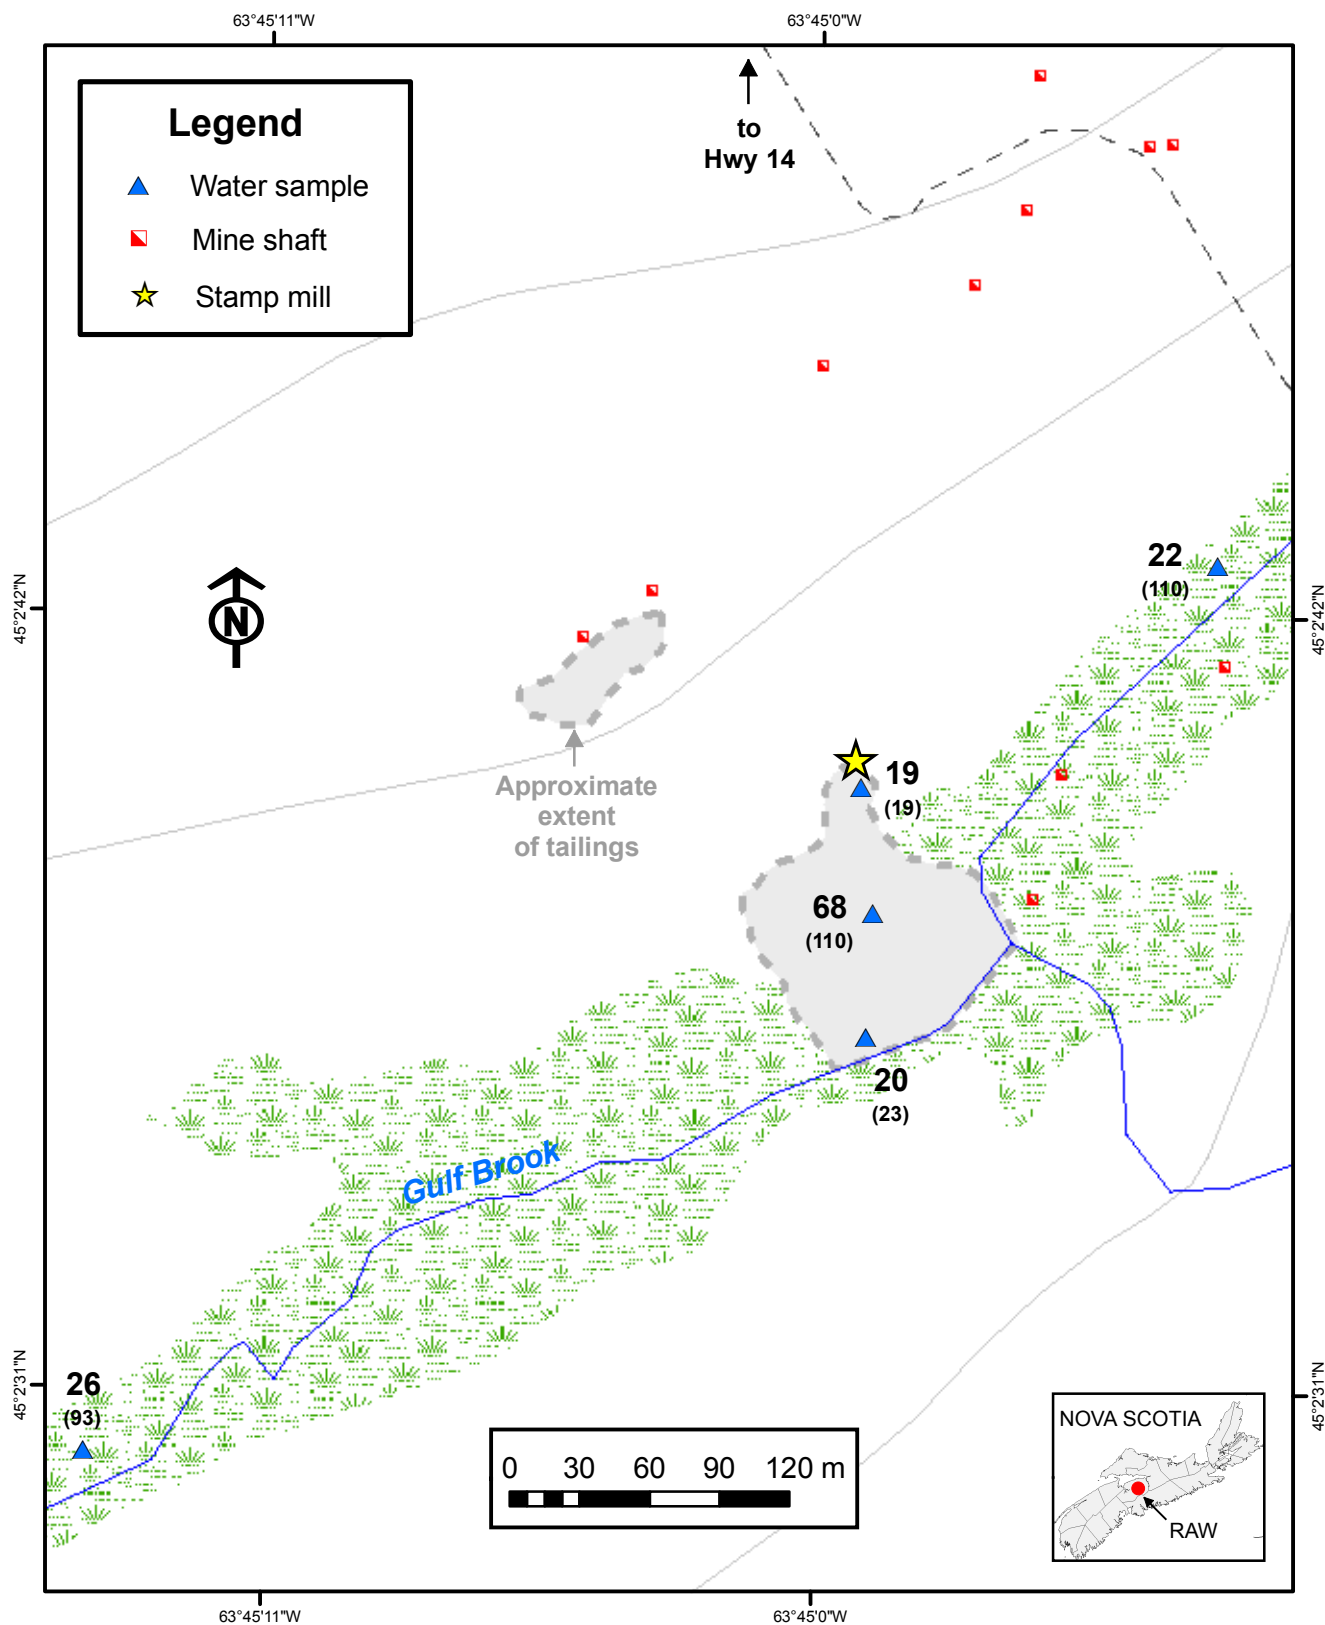 63°45'11"W
63°45'0"W
Legend
Water sample
Mine shaft
Stamp mill
to
Hwy 14
22
(110)
45°2'42"N
45°2'42"N
N
19
(19)
Approximate
extent
of tailings
68
(110)
20
(23)
Gulf Brook
26
(93)
45°2'31"N
45°2'31"N
0 30 60 90 120 m
NOVA SCOTIA
RAW
63°45'11"W
63°45'0"W